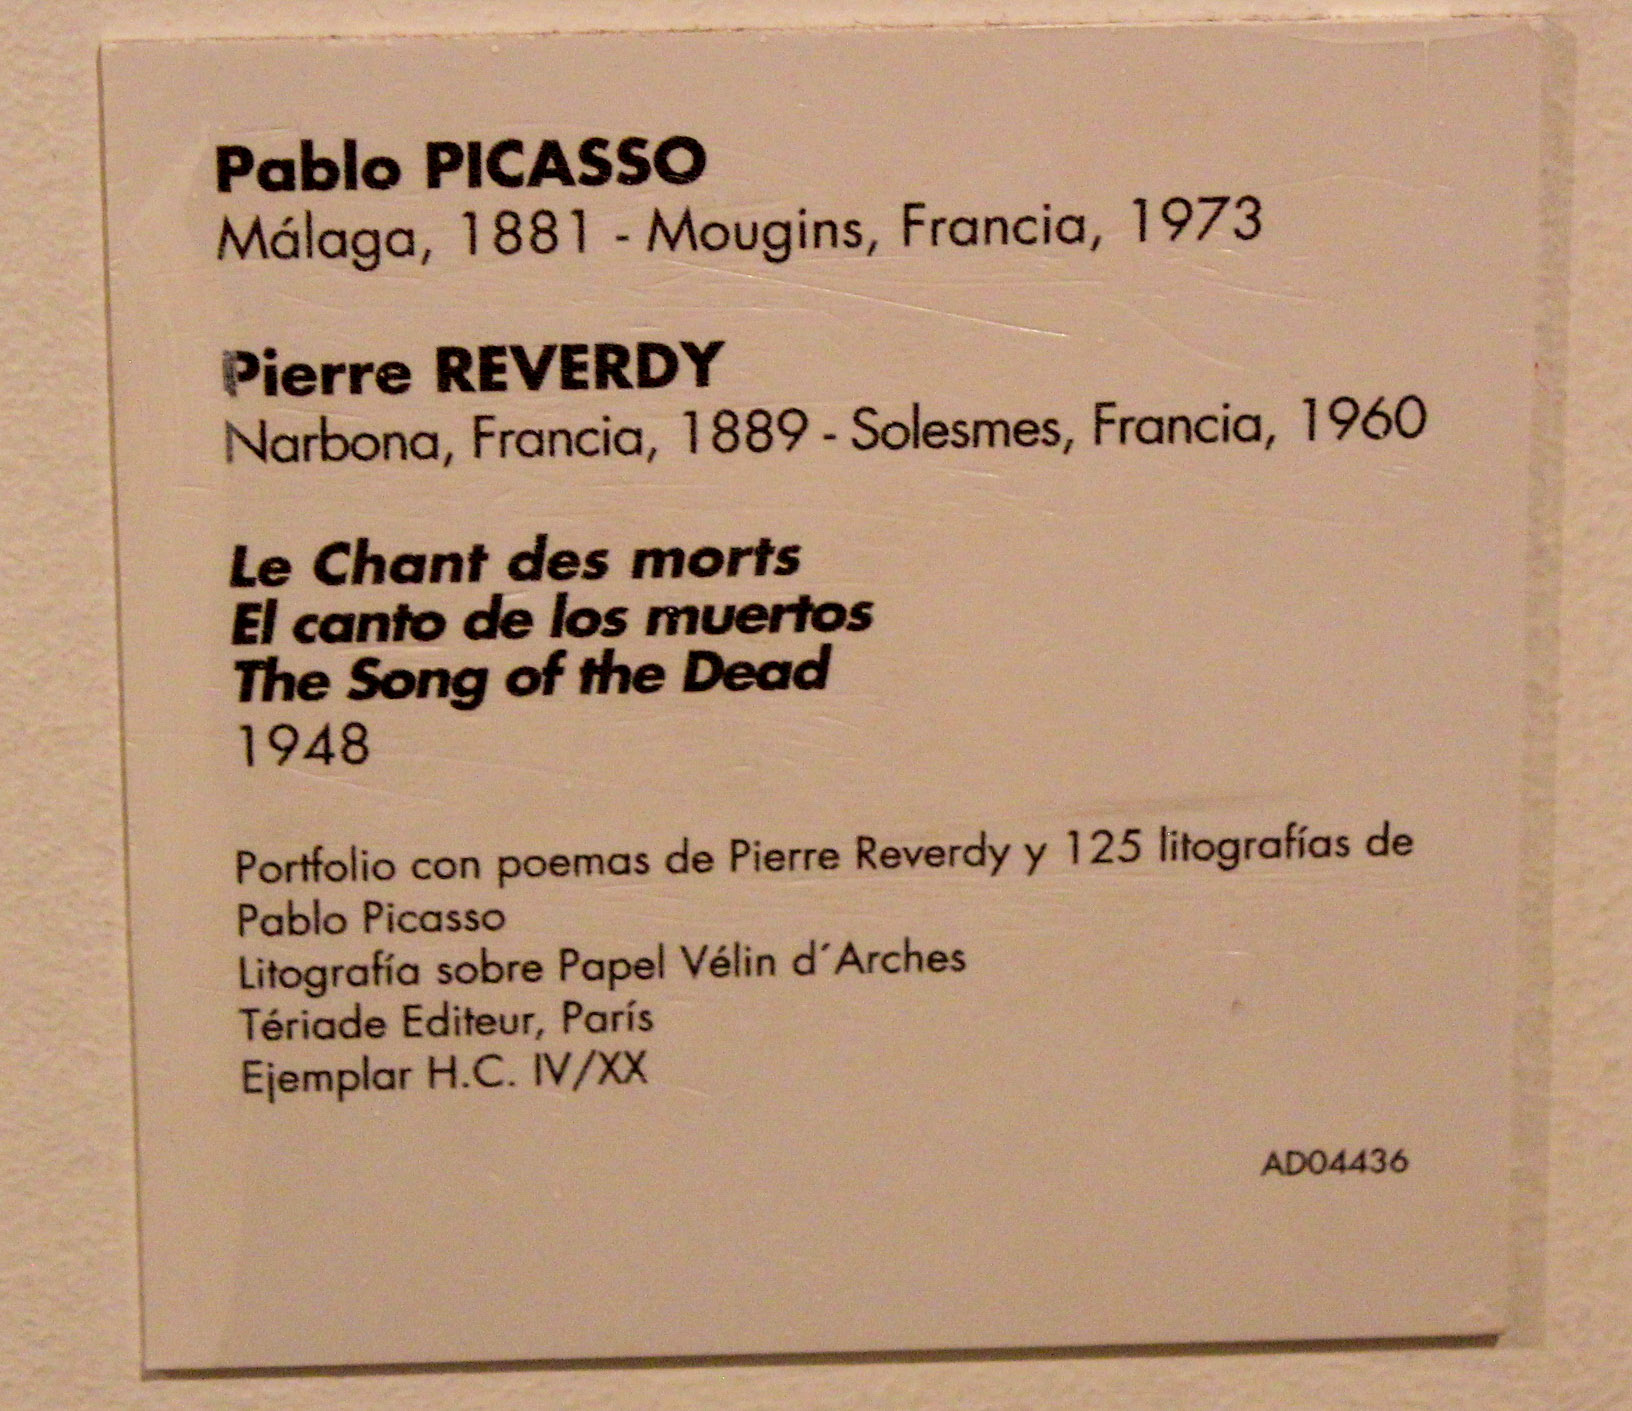 Pablo PICASSO
Málaga, 1881 - Mougins, Francia, 1973
Pierre REVERDY
Narbona, Francia, 1889 - Solesmes, Francia, 1960
Le Chant des morts
El canto de los muertos
The Song of the Dead
1948
Portfolio con poemas de Pierre Reverdy y 125 litografías de
Pablo Picasso
Litografía sobre Papel Vélin d´Arches
Tériade Editeur, París
Ejemplar H.C. IV/XX
AD04436